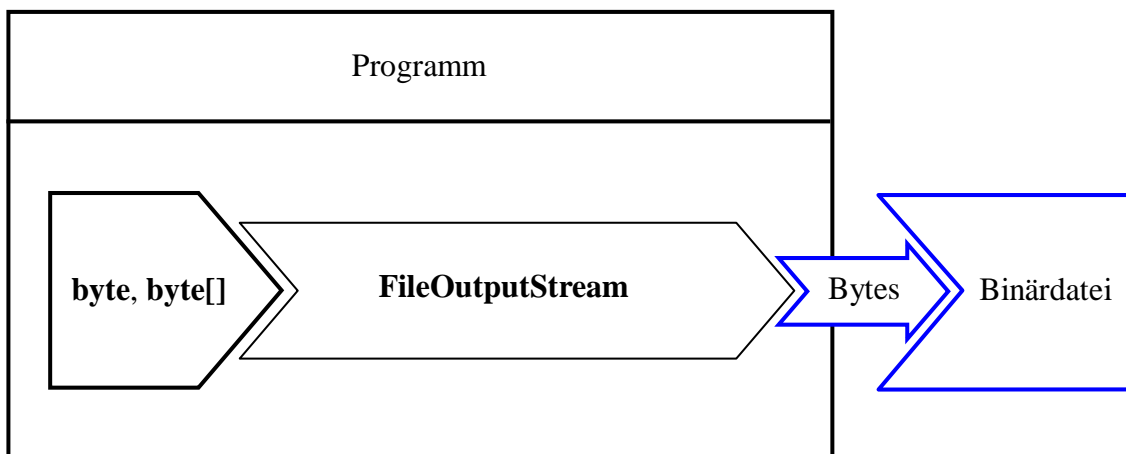 Programm
byte, byte[]
FileOutputStream
Bytes
Binärdatei